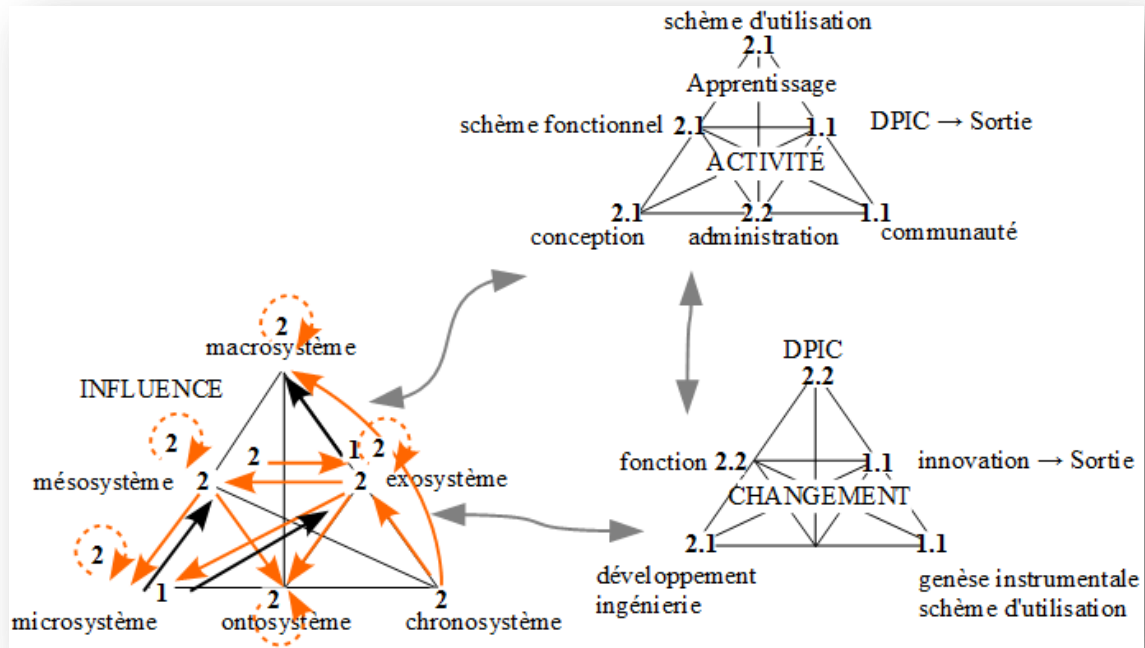 schème d'utilisation
2.1
Apprentissage
schème fonctionnel 2.1 1.1 DPIC → Sortie
ACTIVITÉ
2.1 2.2 1.1
conception administration communauté
2
macrosystème
INFLUENCE
2
2
1 2
mésosystème 2 2 exosystème
2
1 2 2
microsystème ontosystème chronosystème
DPIC
2.2
fonction 2.2 1.1 innovation → Sortie
CHANGEMENT
2.1 1.1
développement
ingénierie
genèse instrumentale
schème d'utilisation